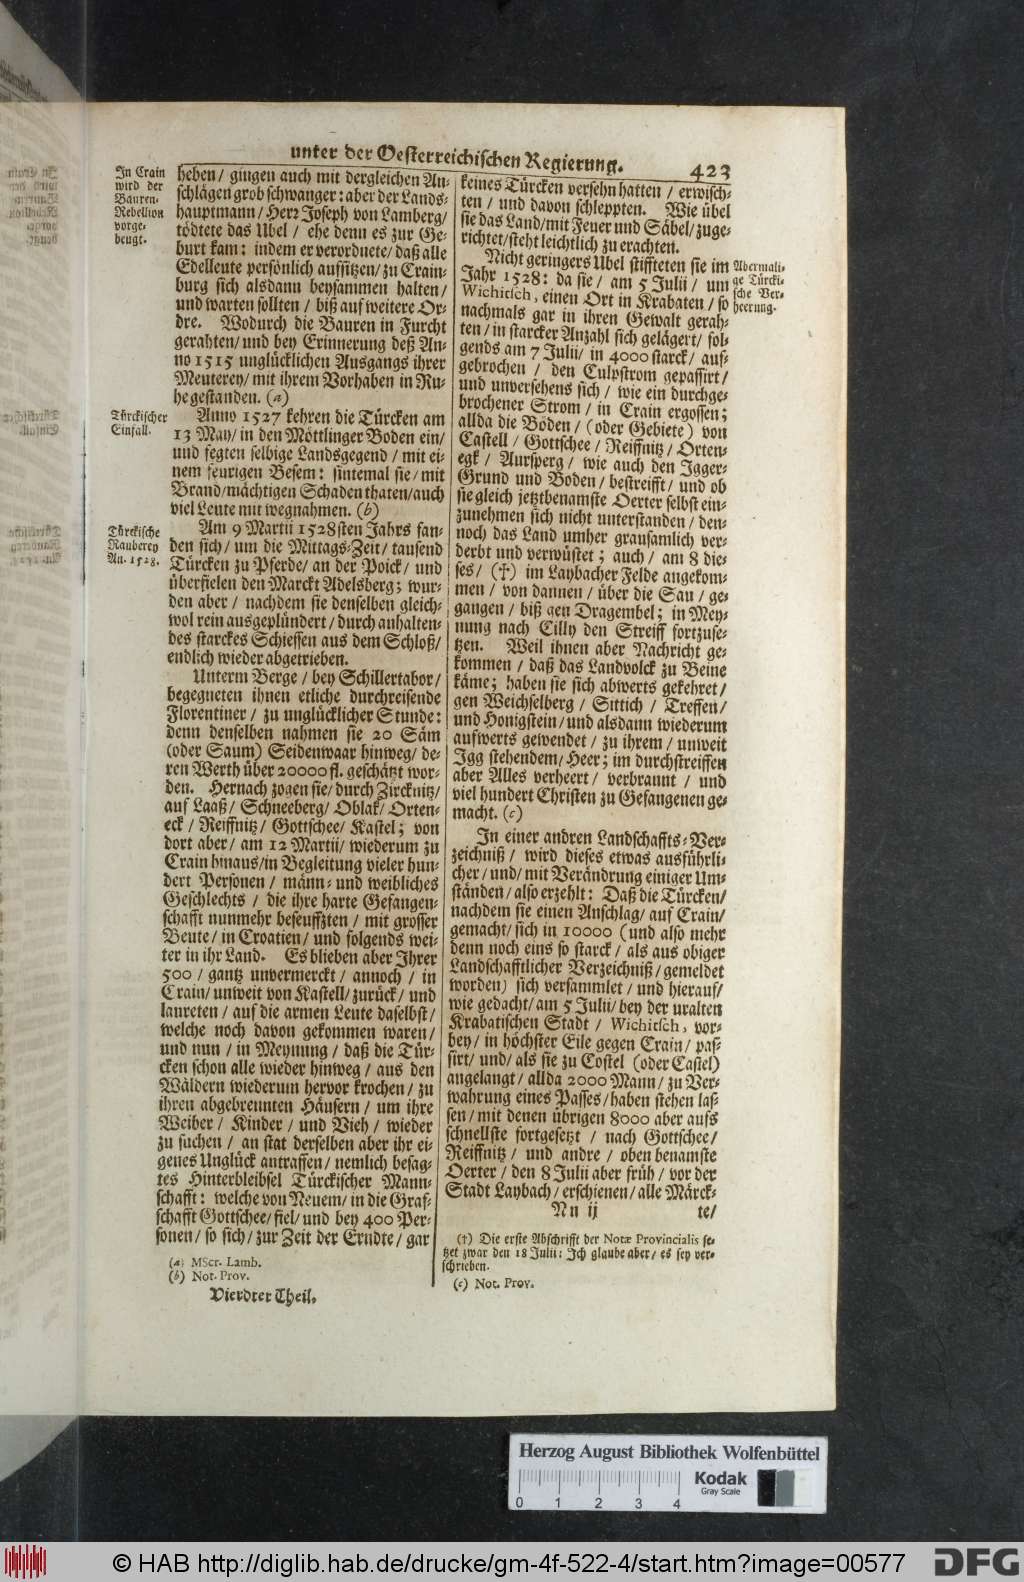 unter der Oesterreichischen Regierung. 423
In Crain
wird der
Bauren-
Rebellion
vorge-
beugt.
heben / giugen auch mit dergleichen An-
schlägen grob schwanger: aber der Lands-
hauptmann / Herz Joseph von Lamberg /
tödtete das Ubel / ehe denn es zur Ge-
burt kam: indem er verordnete / daß alle
Edelleute persönlich aufsitzen / zu Crain-
burg sich alsdann beysammen halten /
und warten sollten / biß auf weitere Or-
dre. Wodurch die Bauren in Furcht
gerahten / und bey Erinnerung deß An-
no 1515 unglücklichen Ausgangs ihrer
Meuterey / mit ihrem Vorhaben in Ru-
he gestanden. (a)
Türckischer
Einfall.
Anno 1527 kehren die Türcken am
13 May / in den Möttlinger Boden ein /
und fegten selbige Landsgegend / mit ei-
nem feurigen Besem: sintemal sie / mit
Brand / mächtigen Schaden thaten / auch
viel Leute mit wegnahmen. (b)
Türckische
Rauberey
An. 1528.
Am 9 Martii 1528sten Jahrs fan-
den sich / um die Mittags-Zeit / tausend
Türcken zu Pferde / an der Poick / und
überfielen den Marckt Adelsberg; wur-
den aber / nachdem sie denselben gleich-
wol rein ausgeplündert / durch anhalten-
des starckes Schiessen aus dem Schloß /
endlich wieder abgetrieben.
Unterm Berge / bey Schillertabor /
begegneten ihnen etliche durchreisende
Florentiner / zu unglücklicher Stunde:
denn denselben nahmen sie 20 Säm
(oder Saum) Seidenwaar hinweg / de-
ren Werth über 20000 fl. geschätzt wor-
den. Hernach zogen sie / durch Zircknitz /
auf Laaß / Schneeberg / Oblak / Orten-
eck / Reiffnitz / Gottschee / Kastel; von
dort aber / am 12 Martii / wiederum zu
Crain hinaus / in Begleitung vieler hun-
dert Personen / männ- und weibliches
Geschlechts / die ihre harte Gefangen-
schafft nunmehr beseuffzten / mit grosser
Beute / in Croatien / und folgends wei-
ter in ihr Land. Es blieben aber Ihrer
500 / gantz unvermerckt / annoch / in
Crain / unweit von Kastell / zurück / und
laureten / auf die armen Leute daselbst /
welche noch davon gekommen waren /
und nun / in Meynung / daß die Tür-
cken schon alle wieder hinweg / aus den
Wäldern wiederum hervor krochen / zu
ihren abgebrennten Häusern / um ihre
Weiber / Kinder / und Vieh / wieder
zu suchen / an stat derselben aber ihr ei-
genes Unglück antraffen / nemlich besag-
tes Hinterbleibsel Türckischer Mann-
schafft: welche von Neuem / in die Graf-
schafft Gottschee / fiel / und bey 400 Per-
sonen / so sich / zur Zeit der Erndte / gar
(a) MScr. Lamb.
(b) Not. Prov.
Vierdter Theil.
keines Türcken versehn hatten / erwisch-
ten / und davon schleppten. Wie übel
sie das Land / mit Feuer und Säbel / zuge-
richtet / steht leichtlich zu erachten.
Abermali-
ge Türcki-
sche Ver-
heerung.
Nicht geringers Ubel stiffteten sie im
Jahr 1528: da sie / am 5 Julii / um
Wichitsch, einen Ort in Krabaten / so
nachmals gar in ihren Gewalt gerah-
ten / in starcker Anzahl sich gelägert / fol-
gends am 7 Julii / in 4000 starck / auf-
gebrochen / den Culpstrom gepassirt /
und unversehens sich / wie ein durchge-
brochener Strom / in Crain ergossen;
allda die Böden / (oder Gebiete) von
Castell / Gottschee / Reiffnitz / Orten-
egk / Aursperg / wie auch den Igger-
Grund und Boden / bestreifft / und ob
sie gleich jetztbenamste Oerter selbst ein-
zunehmen sich nicht unterstanden / den-
noch das Land umher grausamlich ver-
derbt und verwüstet; auch / am 8 die-
ses / (†) im Laybacher Felde angekom-
men / von dannen / über die Sau / ge-
gangen / biß gen Dragembel; in Mey-
nung nach Cilly den Streiff fortzuse-
tzen. Weil ihnen aber Nachricht ge-
kommen / daß das Landvolck zu Beine
käme; haben sie sich abwerts gekehret /
gen Weichselberg / Sittich / Treffen /
und Honigstein / und alsdann wiederum
aufwerts gewendet / zu ihrem / unweit
Igg stehendem / Heer; im durchstreiffen
aber Alles verheert / verbrannt / und
viel hundert Christen zu Gefangenen ge-
macht. (c)
In einer andren Landschaffts-Ver-
zeichniß / wird dieses etwas ausführli-
cher / und / mit Verändrung einiger Um-
ständen / also erzehlt: Daß die Türcken /
nachdem sie einen Anschlag / auf Crain /
gemacht / sich in 10000 (und also mehr
denn noch eins so starck / als aus obiger
Landschafftlicher Verzeichniß / gemeldet
worden) sich versammlet / und hierauf /
wie gedacht / am 5 Julii / bey der uralten
Krabatischen Stadt / Wichitsch, vor-
bey / in höchster Eile gegen Crain / pas-
sirt / und / als sie zu Costel (oder Castel)
angelangt / allda 2000 Mann / zu Ver-
wahrung eines Passes / haben stehen las-
sen / mit denen übrigen 8000 aber aufs
schnellste fortgesetzt / nach Gottschee /
Reiffnitz / und andre / oben benamste
Oerter / den 8 Julii aber früh / vor der
Stadt Laybach / erschienen / alle Märck-
Nn ij te/
(†) Die erste Abschrifft der Notæ Provincialis se-
tzet zwar den 18 Julii: Ich glaube aber / es sey ver-
schrieben.
(c) Not. Prov.
Herzog August Bibliothek Wolfenbüttel
0 1 2 3 4
Kodak
Gray Scale
© HAB http://diglib.hab.de/drucke/gm-4f-522-4/start.htm?image=00577
DFG